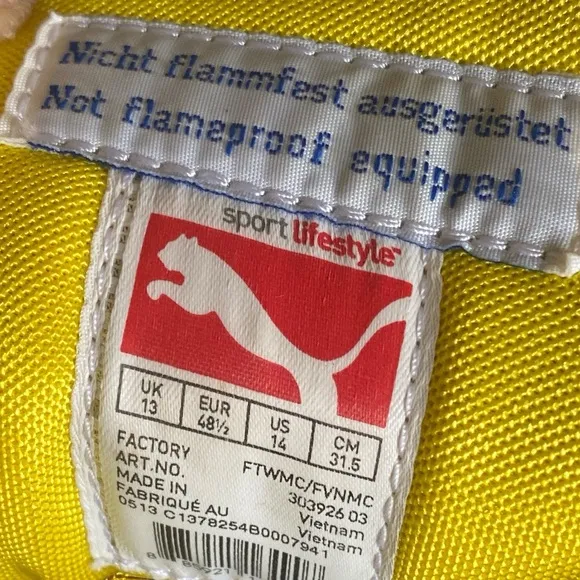 Nicht flammfest ausgerüstet
Not flameproof equipped
sport lifestyle™
UK EUR US CM
13 48½ 14 31.5
FACTORY FTWMC/FVNMC
ART.NO. 303926 03
MADE IN Vietnam
FABRIQUÉ AU Vietnam
0513 C1378254B0007941